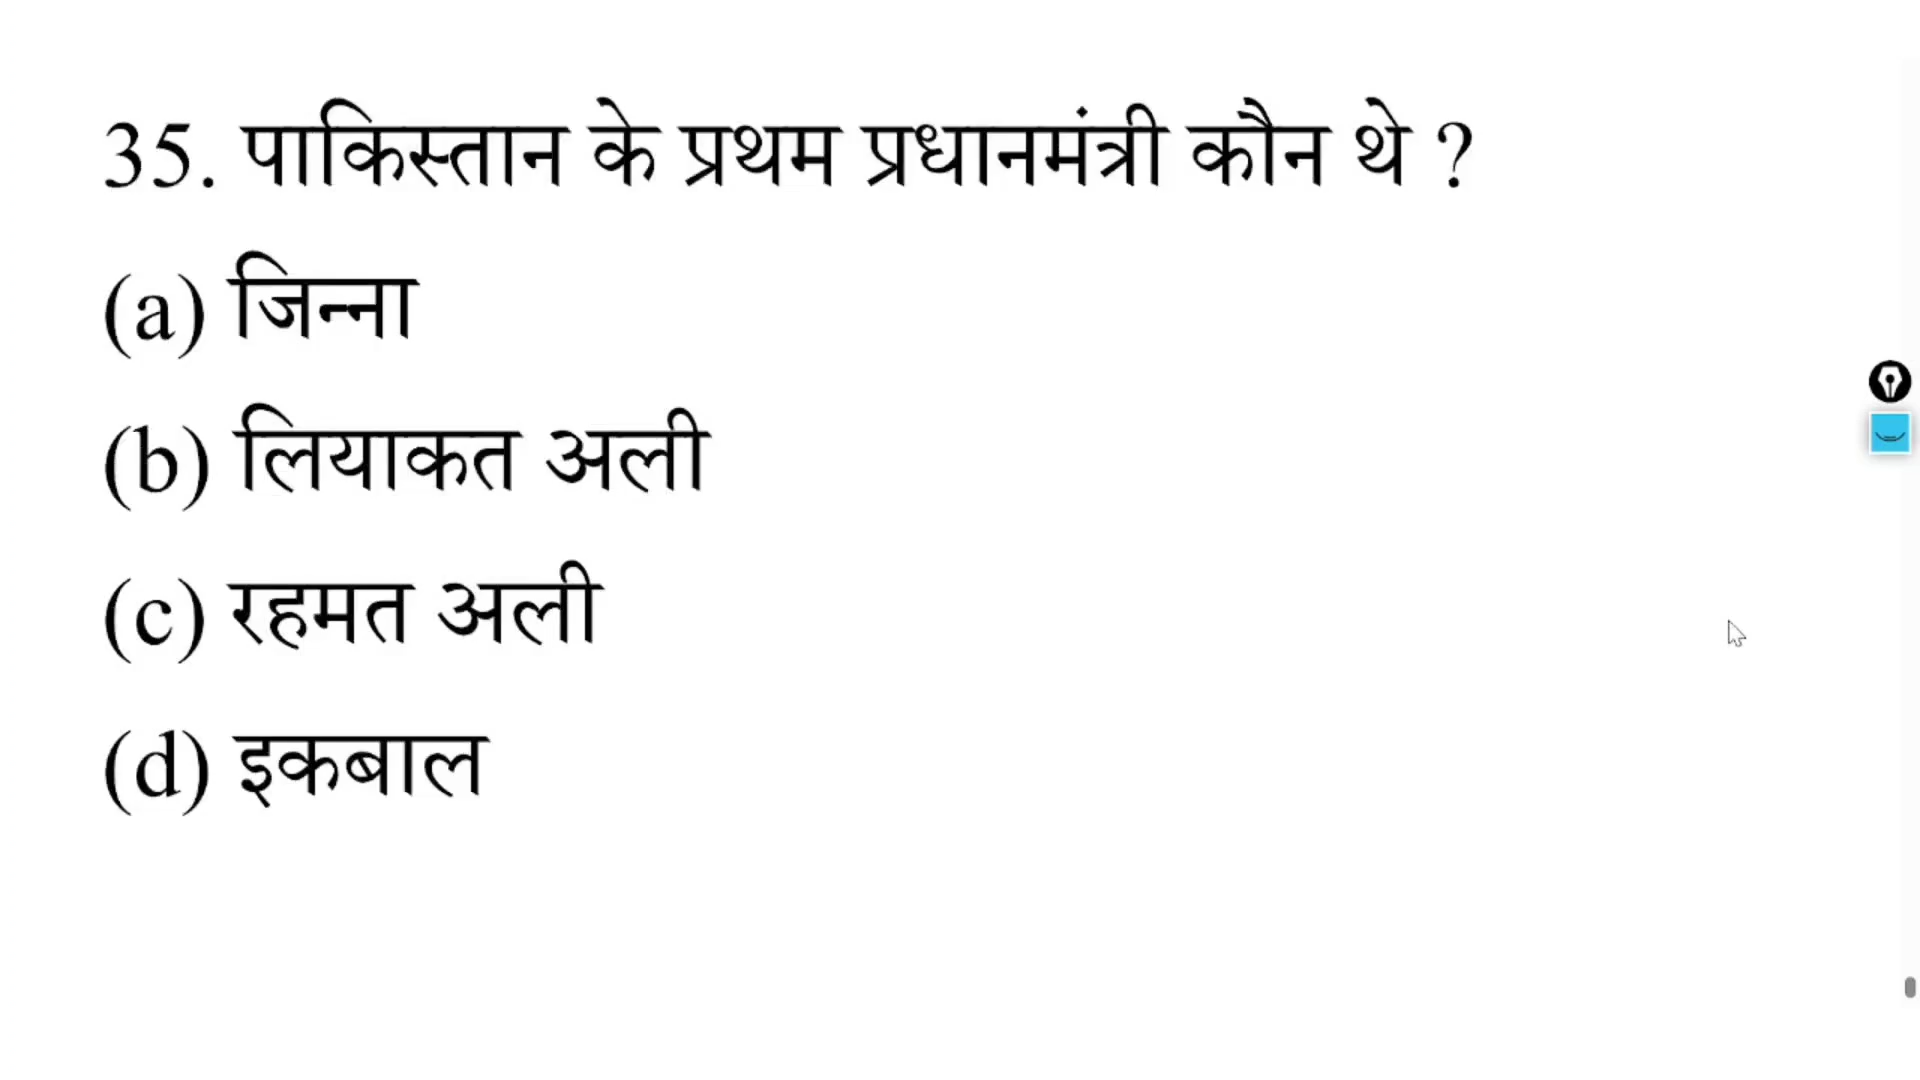 35. पाकिस्तान के प्रथम प्रधानमंत्री कौन थे ?
(a) जिन्ना
(b) लियाकत अली
(c) रहमत अली
(d) इकबाल